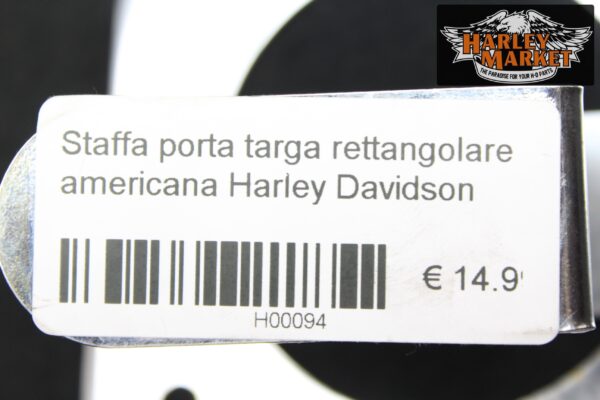 HARLEY
MARKET
THE PARADISE FOR YOUR H-D PARTS
Staffa porta targa rettangolare
americana Harley Davidson
€ 14.9
H00094